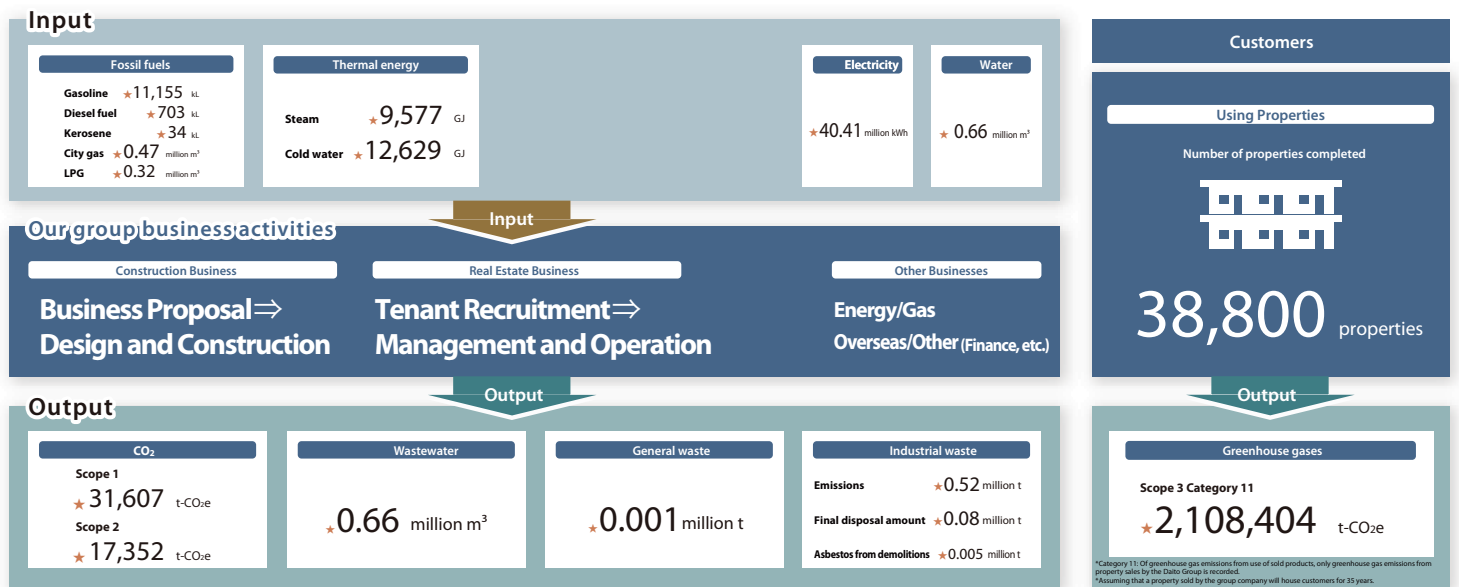 Input
Fossil fuels
Gasoline ★11,155 kL
Diesel fuel ★703 kL
Kerosene ★34 kL
City gas ★0.47 million m³
LPG ★0.32 million m³
Thermal energy
Steam ★9,577 GJ
Cold water ★12,629 GJ
Electricity
★40.41 million kWh
Water
★0.66 million m³
Input
Our group business activities
Construction Business
Business Proposal⇒
Design and Construction
Real Estate Business
Tenant Recruitment⇒
Management and Operation
Other Businesses
Energy/Gas
Overseas/Other (Finance, etc.)
Output
Output
CO₂
Scope 1
★31,607 t-CO₂e
Scope 2
★17,352 t-CO₂e
Wastewater
★0.66 million m³
General waste
★0.001 million t
Industrial waste
Emissions ★0.52 million t
Final disposal amount ★0.08 million t
Asbestos from demolitions ★0.005 million t
Customers
Using Properties
Number of properties completed
38,800 properties
Output
Greenhouse gases
Scope 3 Category 11
★2,108,404 t-CO₂e
*Category 11: Of greenhouse gas emissions from use of sold products, only greenhouse gas emissions from
property sales by the Daito Group is recorded.
*Assuming that a property sold by the group company will house customers for 35 years.